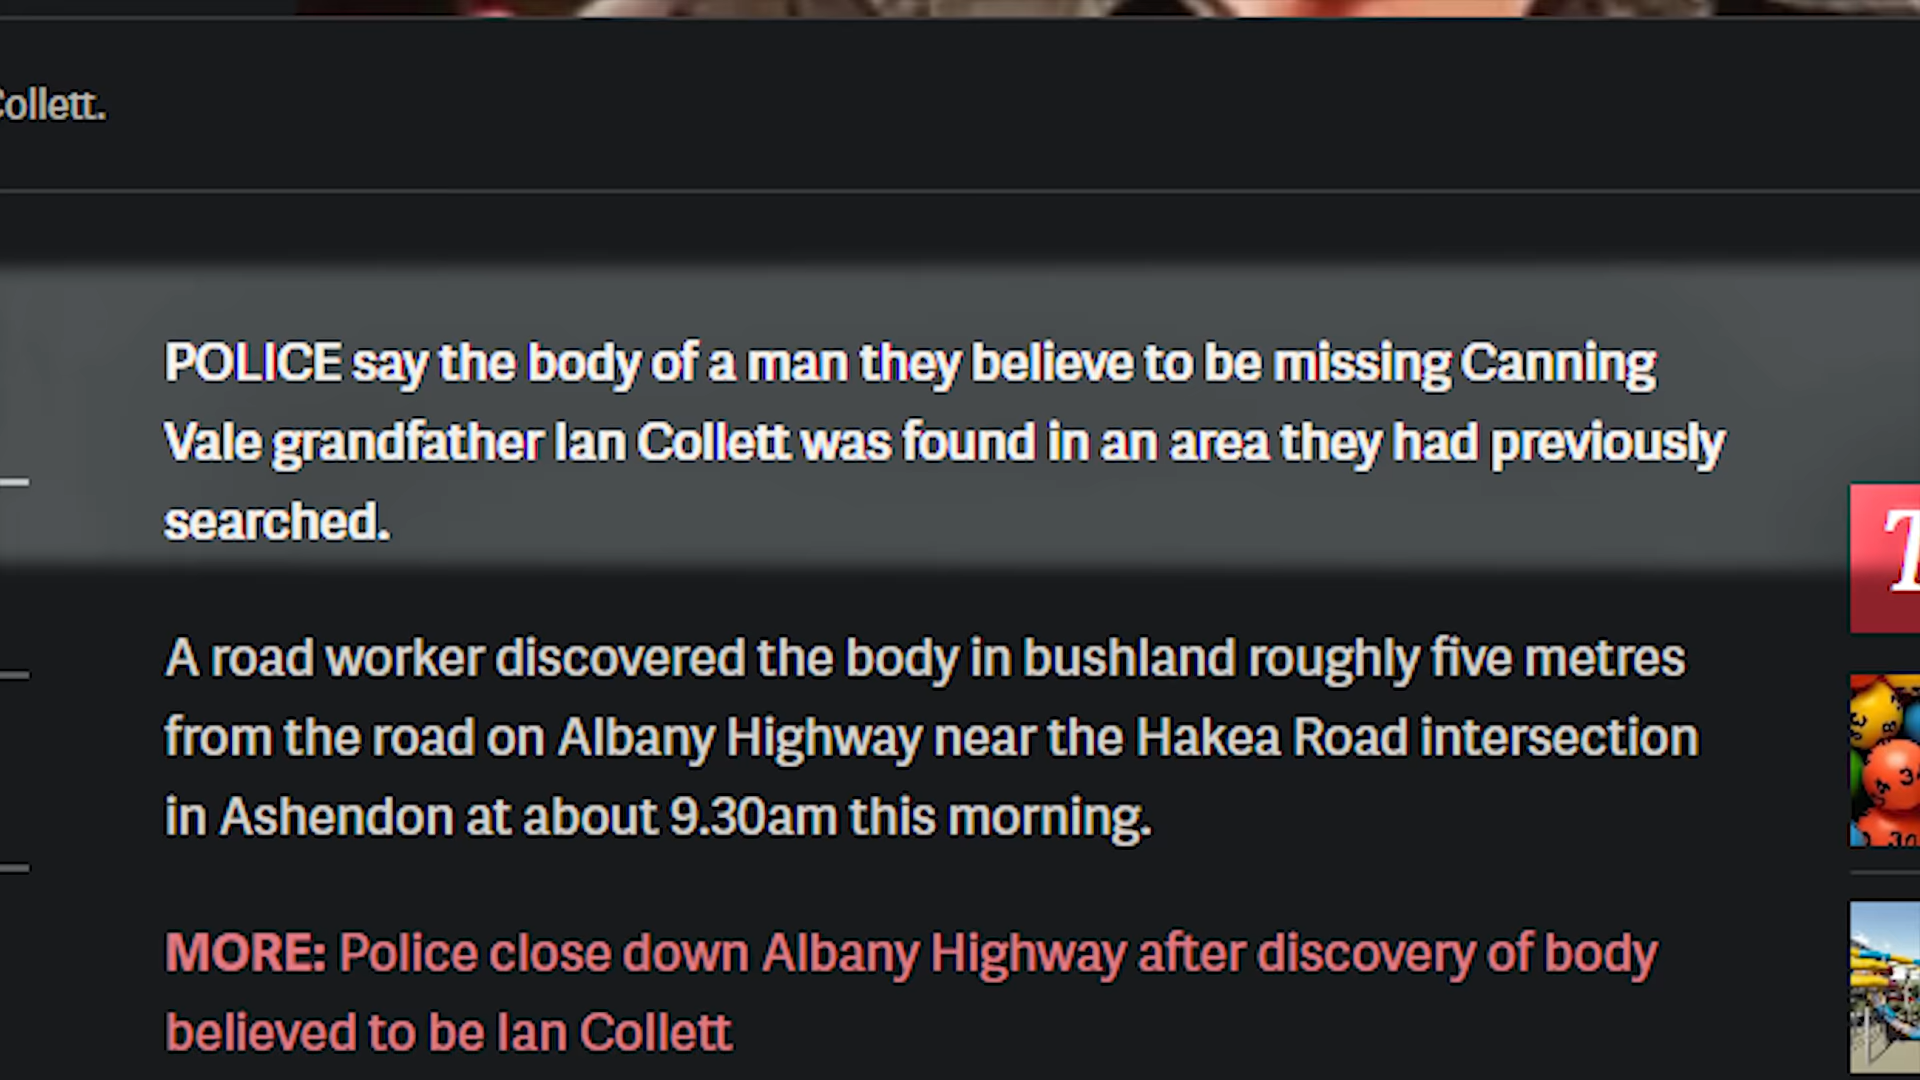 Collett.
POLICE say the body of a man they believe to be missing Canning
Vale grandfather Ian Collett was found in an area they had previously
searched.
A road worker discovered the body in bushland roughly five metres
from the road on Albany Highway near the Hakea Road intersection
in Ashendon at about 9.30am this morning.
MORE: Police close down Albany Highway after discovery of body
believed to be Ian Collett
T
34